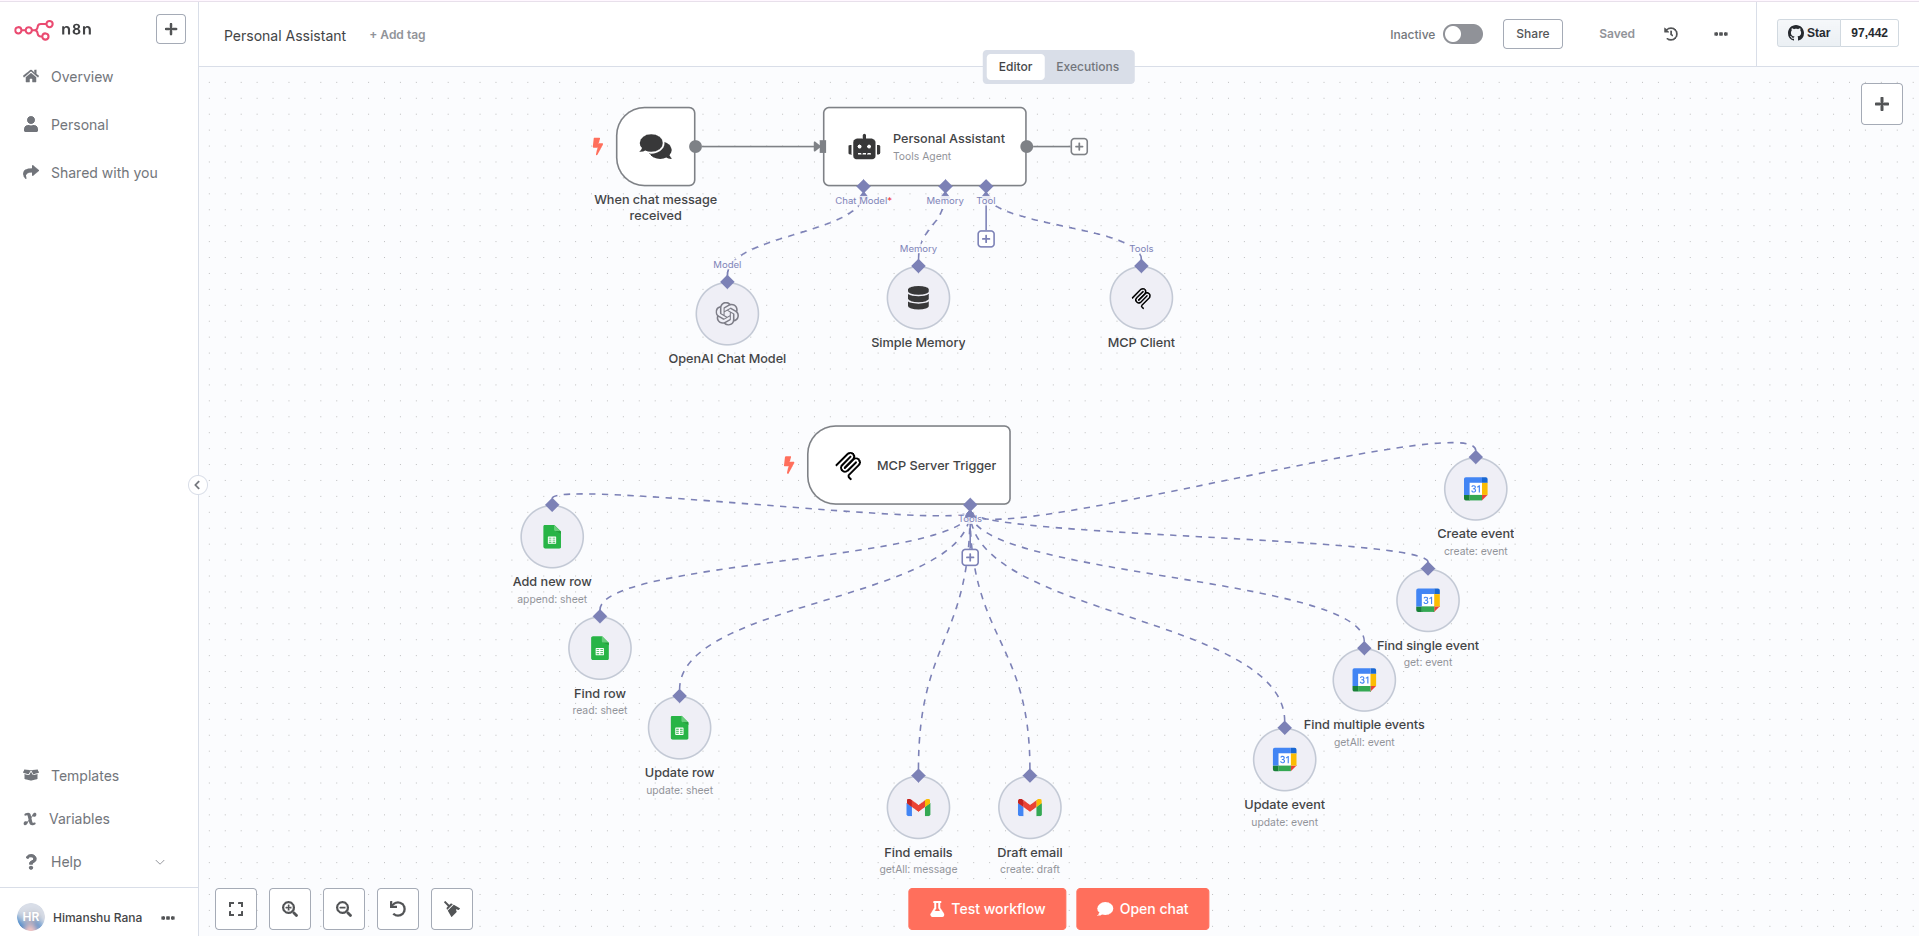 n8n
Personal Assistant
+ Add tag
Inactive
Share
Saved
Star
97,442
Editor
Executions
Overview
Personal
Shared with you
Personal Assistant
Tools Agent
When chat message
received
Chat Model*
Memory
Tool
Model
Memory
Tools
OpenAI Chat Model
Simple Memory
MCP Client
MCP Server Trigger
Tools
31
Create event
create: event
Add new row
append: sheet
31
Find single event
get: event
Find row
read: sheet
31
Find multiple events
getAll: event
Update row
update: sheet
31
Update event
update: event
Find emails
getAll: message
Draft email
create: draft
Templates
Variables
Help
HR
Himanshu Rana
Test workflow
Open chat